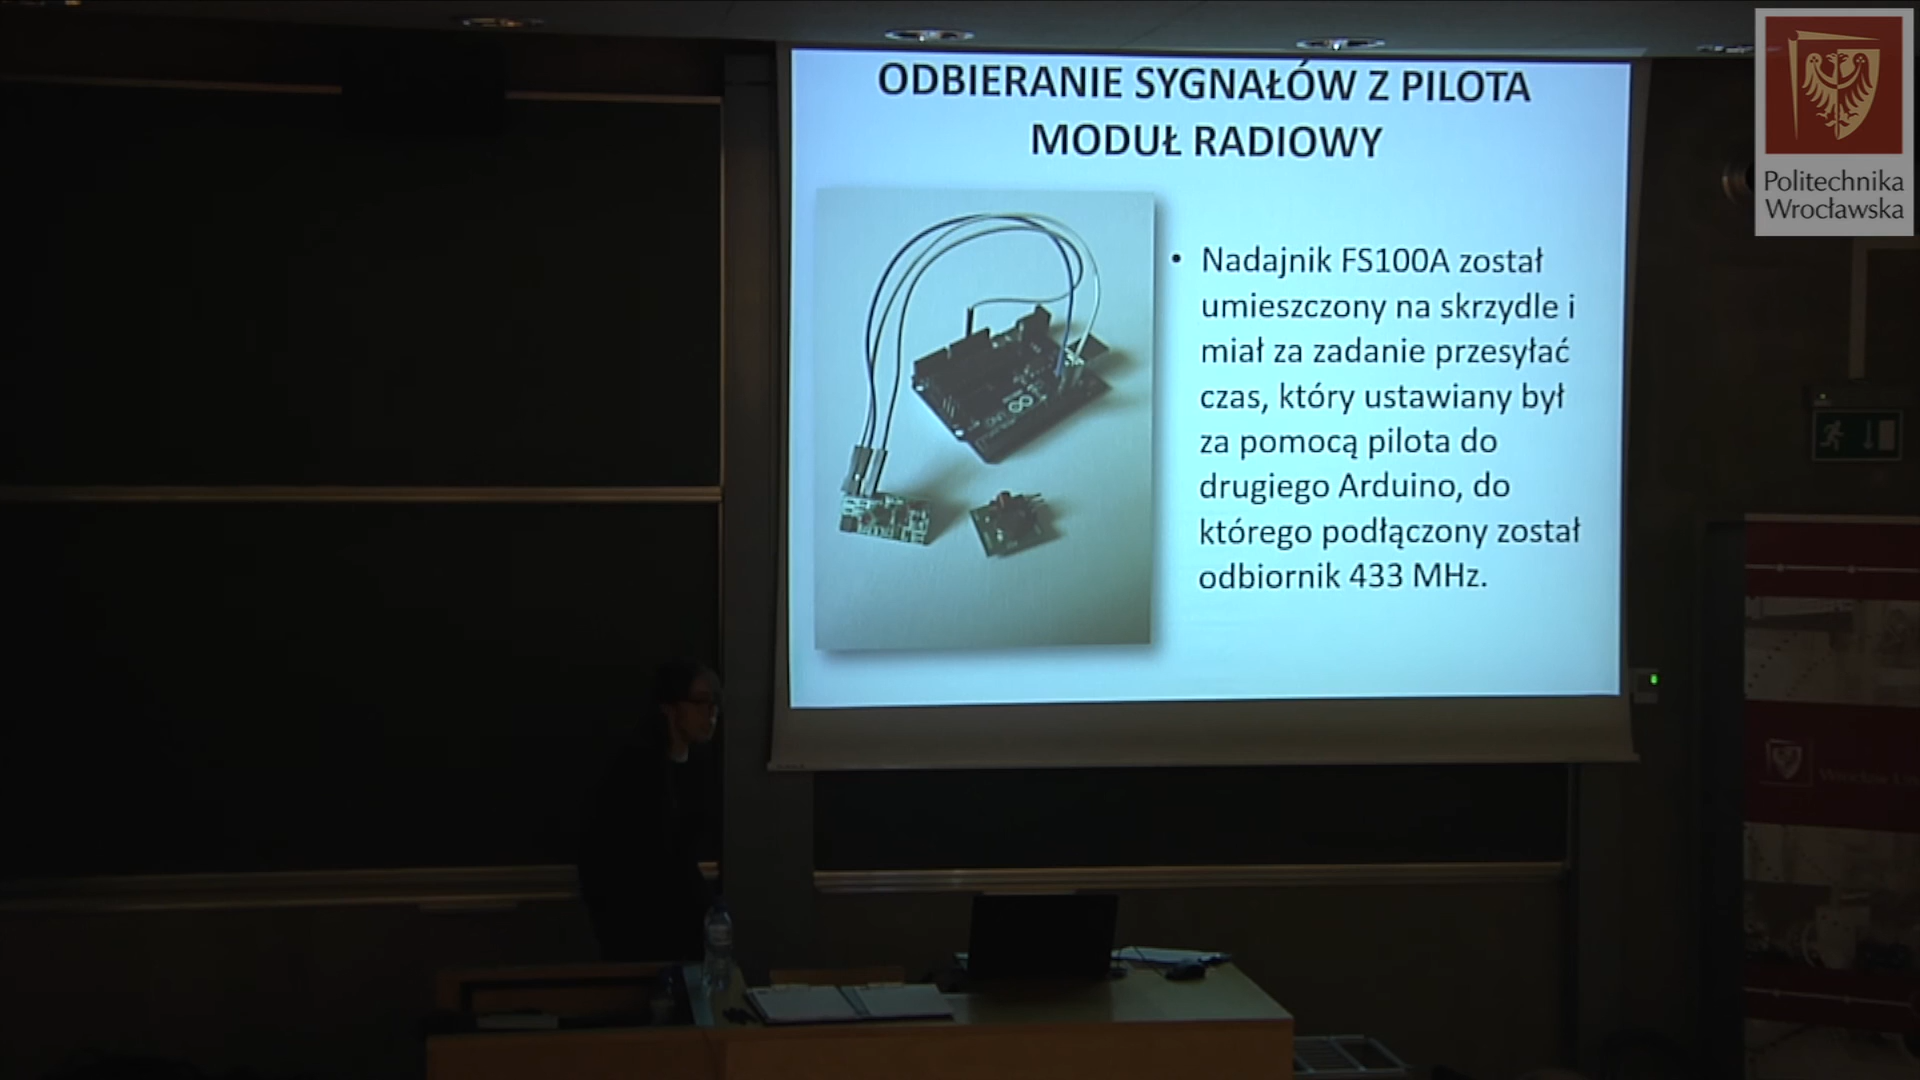 ODBIERANIE SYGNAŁÓW Z PILOTA
MODUŁ RADIOWY
• Nadajnik FS100A został
umieszczony na skrzydle i
miał za zadanie przesyłać
czas, który ustawiany był
za pomocą pilota do
drugiego Arduino, do
którego podłączony został
odbiornik 433 MHz.
Politechnika
Wrocławska